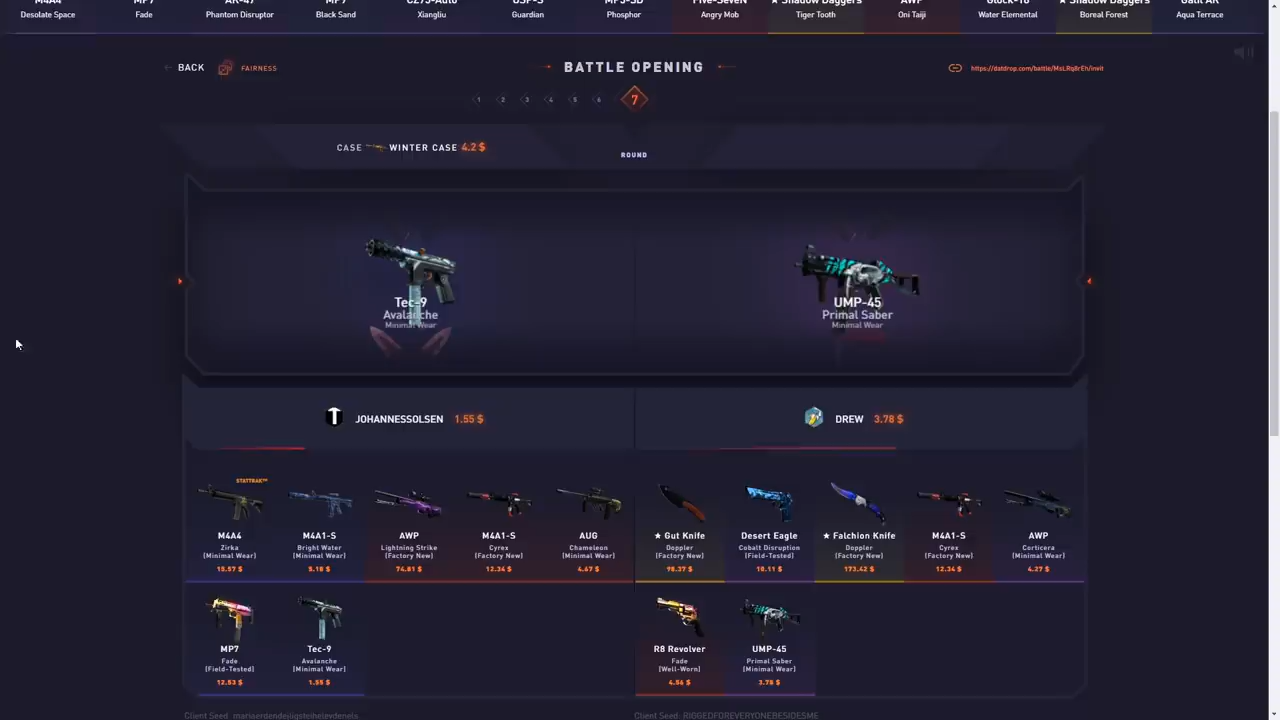 M4A4 MP7 AK-47 MP7 CZ75-Auto USP-S MP5-SD Five-SeveN ★ Shadow Daggers AWP Glock-18 ★ Shadow Daggers Galil AR
Desolate Space Fade Phantom Disruptor Black Sand Xiangliu Guardian Phosphor Angry Mob Tiger Tooth Oni Taiji Water Elemental Boreal Forest Aqua Terrace
← BACK FAIRNESS BATTLE OPENING
1 2 3 4 5 6 7
CASE WINTER CASE 4.2 $
ROUND
Tec-9
Avalanche
Minimal Wear
UMP-45
Primal Saber
Minimal Wear
JOHANNESSOLSEN 1.55 $
DREW 3.78 $
STATTRAK™
M4A4 M4A1-S AWP M4A1-S AUG ★ Gut Knife Desert Eagle ★ Falchion Knife M4A1-S AWP
Zirka Bright Water Lightning Strike Cyrex Chameleon Doppler Cobalt Disruption Doppler Cyrex Corticera
[Minimal Wear] [Minimal Wear] [Factory New] [Factory New] [Minimal Wear] [Factory New] [Field-Tested] [Factory New] [Factory New] [Minimal Wear]
15.57 $ 5.18 $ 74.81 $ 12.34 $ 4.67 $ 98.37 $ 10.11 $ 173.42 $ 12.34 $ 4.27 $
MP7 Tec-9 R8 Revolver UMP-45
Fade Avalanche Fade Primal Saber
[Field-Tested] [Minimal Wear] [Well-Worn] [Minimal Wear]
12.53 $ 1.55 $ 4.56 $ 3.78 $
Client Seed: Client Seed: RIGGEDFOREVERYONEBESIDESME